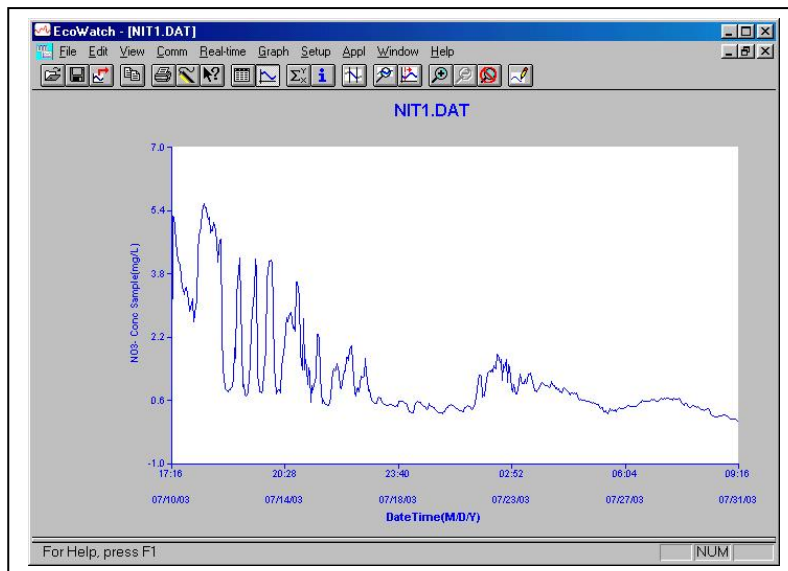 EcoWatch - [NIT1.DAT]
File Edit View Comm Real-time Graph Setup Appl Window Help
NIT1.DAT
7.0
5.4
3.8
2.2
0.6
-1.0
NO3- Conc Sample(mg/L)
17:16 20:28 23:40 02:52 06:04 09:16
07/10/03 07/14/03 07/18/03 07/23/03 07/27/03 07/31/03
DateTime(M/D/Y)
For Help, press F1 NUM